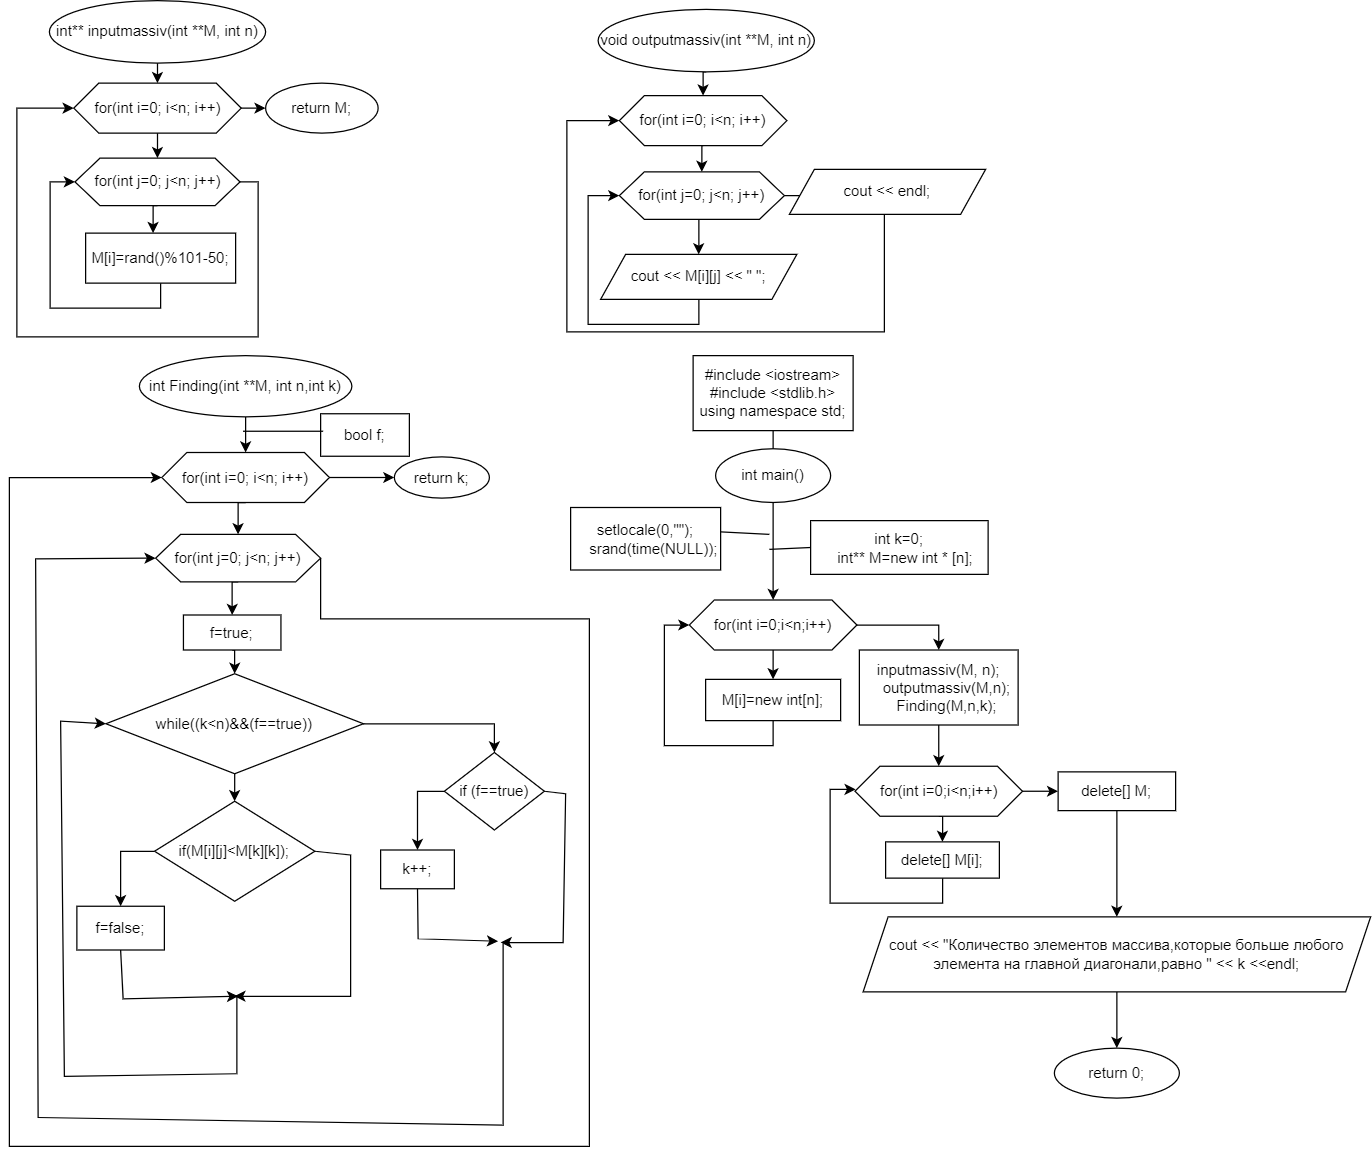 int** inputmassiv(int **M, int n)
for(int i=0; i<n; i++)
return M;
for(int j=0; j<n; j++)
M[i]=rand()%101-50;
void outputmassiv(int **M, int n)
for(int i=0; i<n; i++)
for(int j=0; j<n; j++)
cout << endl;
cout << M[i][j] << " ";
int Finding(int **M, int n,int k)
bool f;
for(int i=0; i<n; i++)
return k;
for(int j=0; j<n; j++)
f=true;
while((k<n)&&(f==true))
if (f==true)
k++;
if(M[i][j]<M[k][k]);
f=false;
#include <iostream>
#include <stdlib.h>
using namespace std;
int main()
setlocale(0,"");
srand(time(NULL));
int k=0;
int** M=new int * [n];
for(int i=0;i<n;i++)
M[i]=new int[n];
inputmassiv(M, n);
outputmassiv(M,n);
Finding(M,n,k);
for(int i=0;i<n;i++)
delete[] M;
delete[] M[i];
cout << "Количество элементов массива,которые больше любого
элемента на главной диагонали,равно " << k <<endl;
return 0;